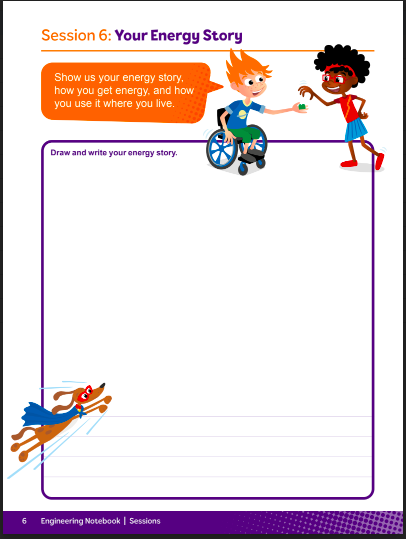 Session 6: Your Energy Story
Show us your energy story,
how you get energy, and how
you use it where you live.
Draw and write your energy story.
6 Engineering Notebook | Sessions